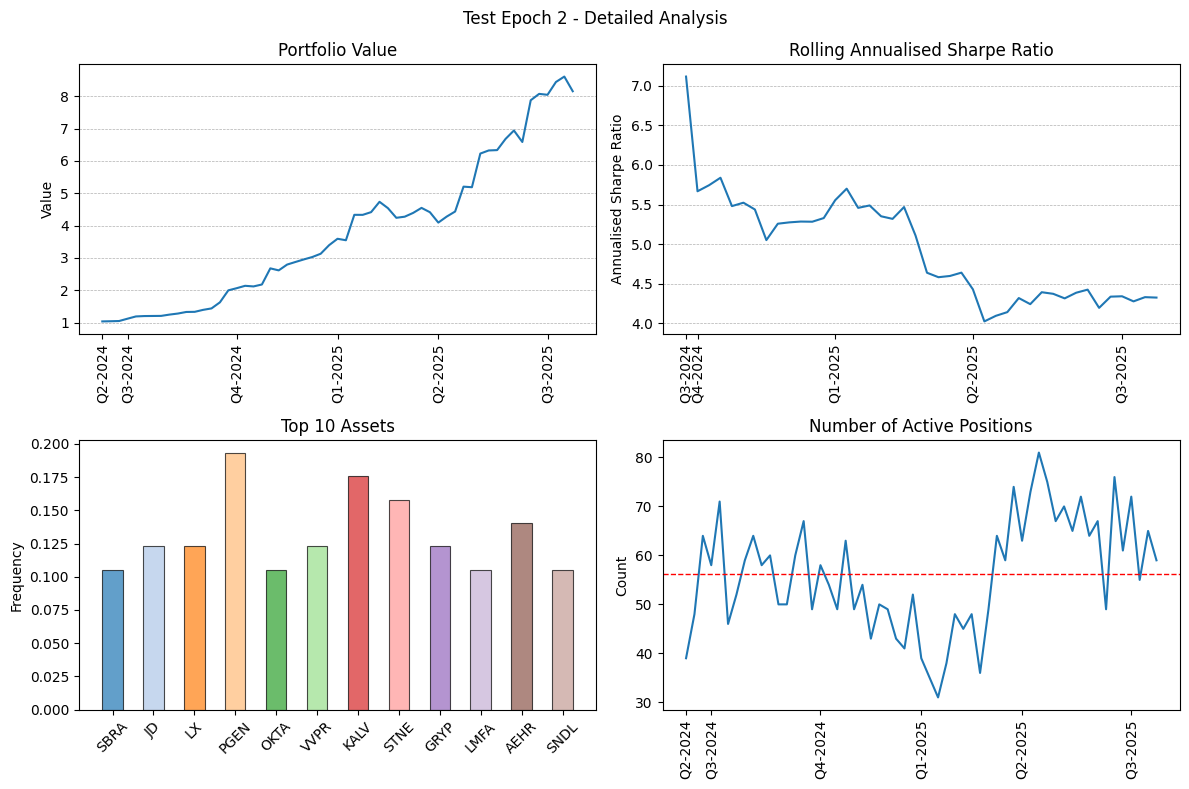 Test Epoch 2 - Detailed Analysis
Portfolio Value
Value
8
7
6
5
4
3
2
1
Q2-2024
Q3-2024
Q4-2024
Q1-2025
Q2-2025
Q3-2025
Rolling Annualised Sharpe Ratio
Annualised Sharpe Ratio
7.0
6.5
6.0
5.5
5.0
4.5
4.0
Q3-2024
Q4-2024
Q1-2025
Q2-2025
Q3-2025
Top 10 Assets
Frequency
0.200
0.175
0.150
0.125
0.100
0.075
0.050
0.025
0.000
SBRA
JD
LX
PGEN
OKTA
VVPR
KALV
STNE
GRYP
LMFA
AEHR
SNDL
Number of Active Positions
Count
80
70
60
50
40
30
Q2-2024
Q3-2024
Q4-2024
Q1-2025
Q2-2025
Q3-2025